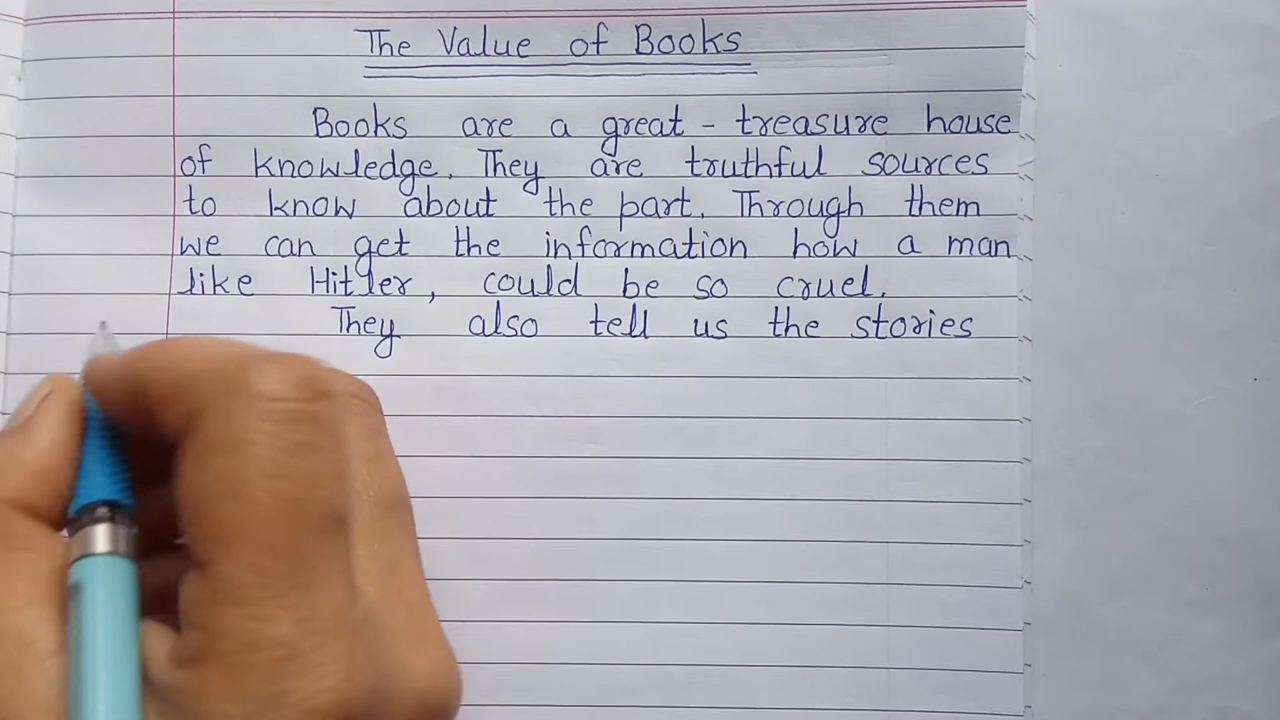 The Value of Books
Books are a great - treasure house
of knowledge. They are truthful sources
to know about the part. Through them
we can get the information how a man
like Hitler, could be so cruel.
They also tell us the stories